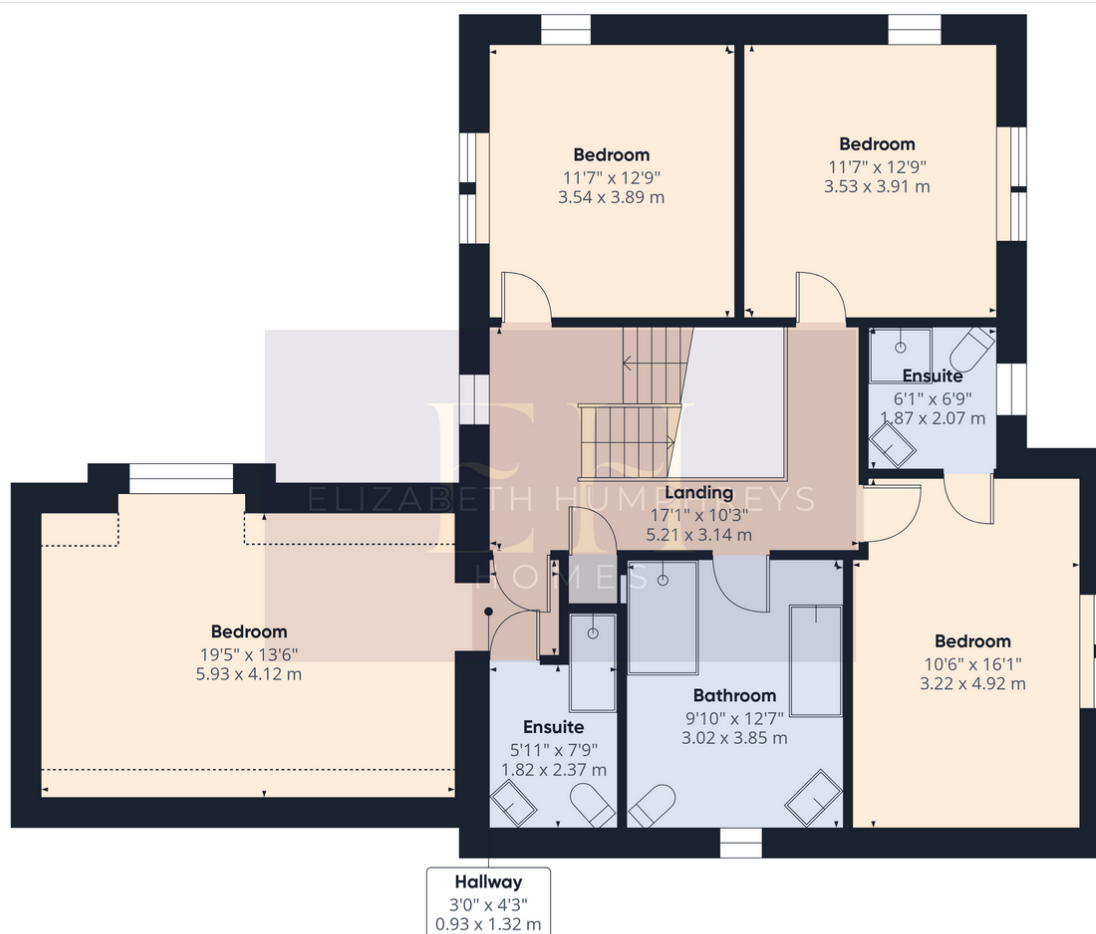 Bedroom
11'7" x 12'9"
3.54 x 3.89 m
Bedroom
11'7" x 12'9"
3.53 x 3.91 m
Ensuite
6'1" x 6'9"
1.87 x 2.07 m
EH
ELIZABETH HUMPHREYS
HOMES
Landing
17'1" x 10'3"
5.21 x 3.14 m
Bedroom
19'5" x 13'6"
5.93 x 4.12 m
Bedroom
10'6" x 16'1"
3.22 x 4.92 m
Bathroom
9'10" x 12'7"
3.02 x 3.85 m
Ensuite
5'11" x 7'9"
1.82 x 2.37 m
Hallway
3'0" x 4'3"
0.93 x 1.32 m